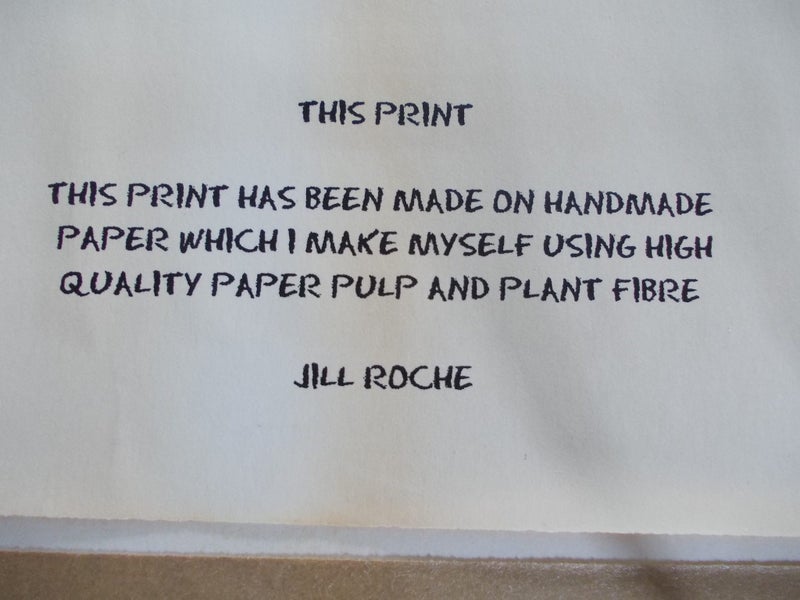 THIS PRINT
THIS PRINT HAS BEEN MADE ON HANDMADE
PAPER WHICH I MAKE MYSELF USING HIGH
QUALITY PAPER PULP AND PLANT FIBRE
JILL ROCHE